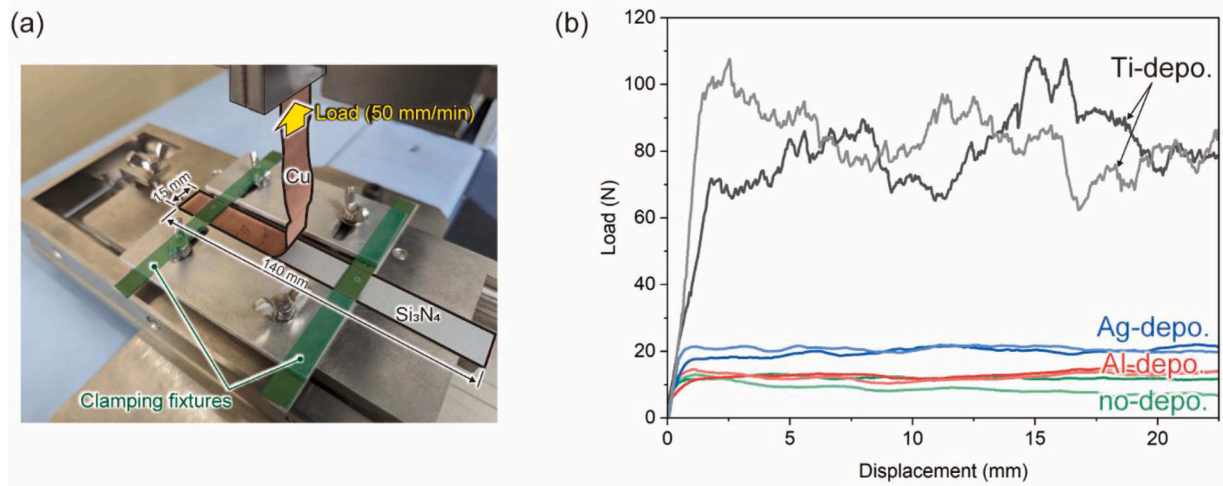 (a)
Load (50 mm/min)
Cu
15 mm
140 mm
Si₃N₄
Clamping fixtures
(b)
120
100
80
60
40
20
0
Load (N)
Ti-depo.
Ag-depo.
Al-depo.
no-depo.
0
5
10
15
20
Displacement (mm)